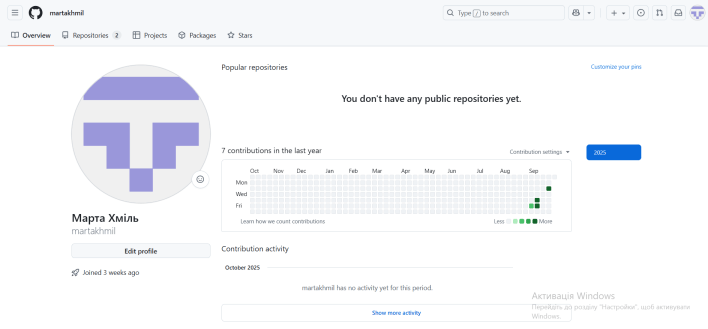 martakhmil
Type / to search
Overview
Repositories 2
Projects
Packages
Stars
Popular repositories
Customize your pins
You don't have any public repositories yet.
7 contributions in the last year
Contribution settings
2025
Oct Nov Dec Jan Feb Mar Apr May Jun Jul Aug Sep
Mon
Wed
Fri
Learn how we count contributions
Less More
Марта Хміль
martakhmil
Edit profile
Joined 3 weeks ago
Contribution activity
October 2025
martakhmil has no activity yet for this period.
Show more activity
Активація Windows
Перейдіть до розділу "Настройки", щоб активувати
Windows.